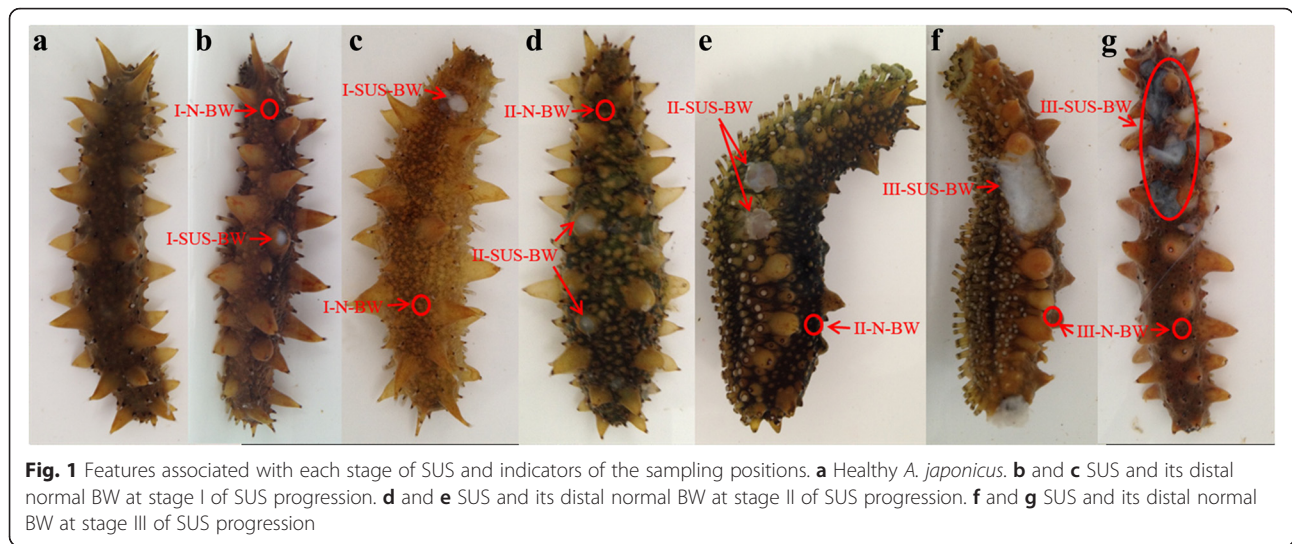 a
b
c
d
e
f
g
I-N-BW
I-SUS-BW
I-SUS-BW
I-N-BW
II-N-BW
II-SUS-BW
II-SUS-BW
II-N-BW
III-SUS-BW
III-SUS-BW
III-N-BW
Fig. 1 Features associated with each stage of SUS and indicators of the sampling positions. a Healthy A. japonicus. b and c SUS and its distal
normal BW at stage I of SUS progression. d and e SUS and its distal normal BW at stage II of SUS progression. f and g SUS and its distal normal
BW at stage III of SUS progression